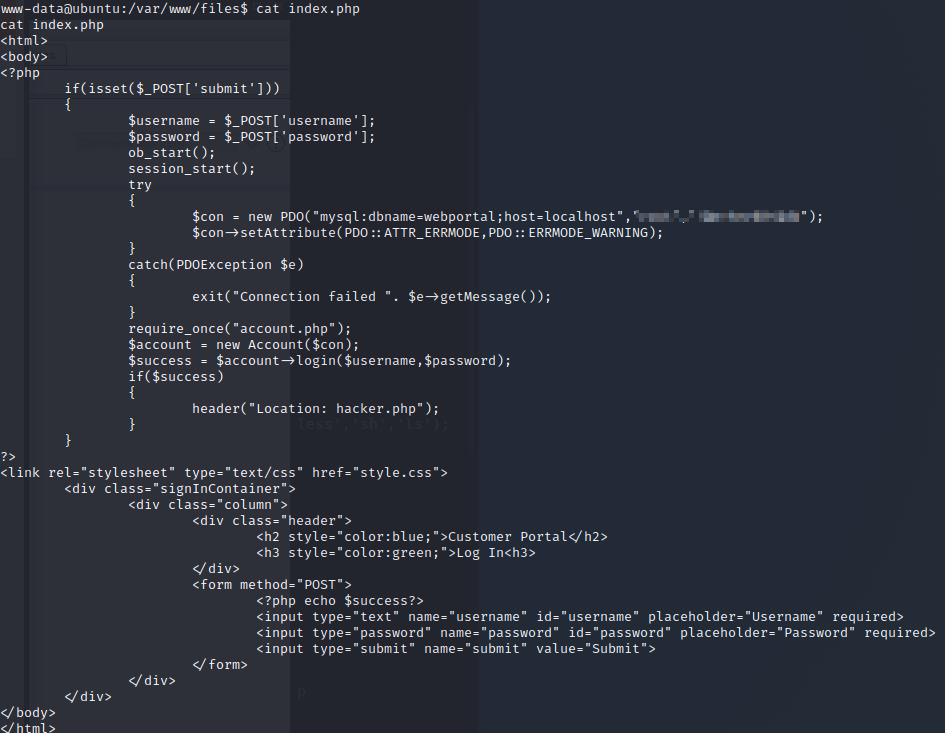 www-data@ubuntu:/var/www/files$ cat index.php
cat index.php
<html>
<body>
<?php
        if(isset($_POST['submit']))
        {
                $username = $_POST['username'];
                $password = $_POST['password'];
                ob_start();
                session_start();
                try
                {
                        $con = new PDO("mysql:dbname=webportal;host=localhost","");
                        $con->setAttribute(PDO::ATTR_ERRMODE,PDO::ERRMODE_WARNING);
                }
                catch(PDOException $e)
                {
                        exit("Connection failed ". $e->getMessage());
                }
                require_once("account.php");
                $account = new Account($con);
                $success = $account->login($username,$password);
                if($success)
                {
                        header("Location: hacker.php");
                }
        }
?>
<link rel="stylesheet" type="text/css" href="style.css">
        <div class="signInContainer">
                <div class="column">
                        <div class="header">
                                <h2 style="color:blue;">Customer Portal</h2>
                                <h3 style="color:green;">Log In<h3>
                        </div>
                        <form method="POST">
                                <?php echo $success?>
                                <input type="text" name="username" id="username" placeholder="Username" required>
                                <input type="password" name="password" id="password" placeholder="Password" required>
                                <input type="submit" name="submit" value="Submit">
                        </form>
                </div>
        </div>
</body>
</html>